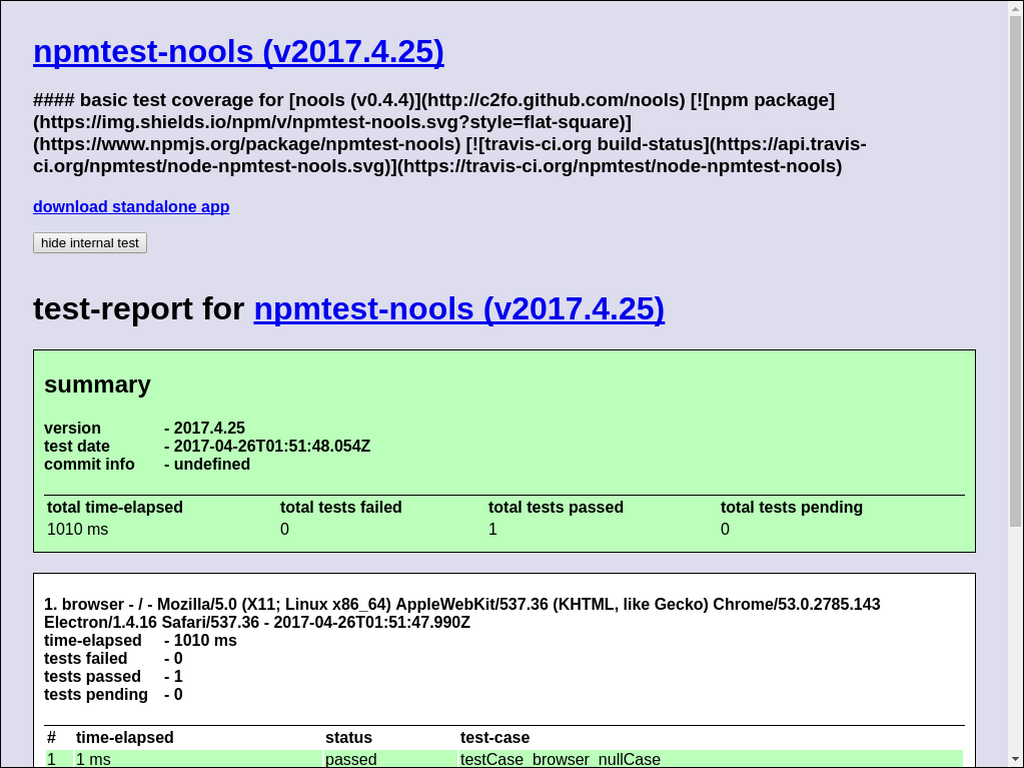 npmtest-nools (v2017.4.25)
#### basic test coverage for [nools (v0.4.4)](http://c2fo.github.com/nools) [![npm package]
(https://img.shields.io/npm/v/npmtest-nools.svg?style=flat-square)]
(https://www.npmjs.org/package/npmtest-nools) [![travis-ci.org build-status](https://api.travis-
ci.org/npmtest/node-npmtest-nools.svg)](https://travis-ci.org/npmtest/node-npmtest-nools)
download standalone app
hide internal test
test-report for npmtest-nools (v2017.4.25)
summary
version - 2017.4.25
test date - 2017-04-26T01:51:48.054Z
commit info - undefined
total time-elapsed total tests failed total tests passed total tests pending
1010 ms 0 1 0
1. browser - / - Mozilla/5.0 (X11; Linux x86_64) AppleWebKit/537.36 (KHTML, like Gecko) Chrome/53.0.2785.143
Electron/1.4.16 Safari/537.36 - 2017-04-26T01:51:47.990Z
time-elapsed - 1010 ms
tests failed - 0
tests passed - 1
tests pending - 0
# time-elapsed status test-case
1 1 ms passed testCase_browser_nullCase